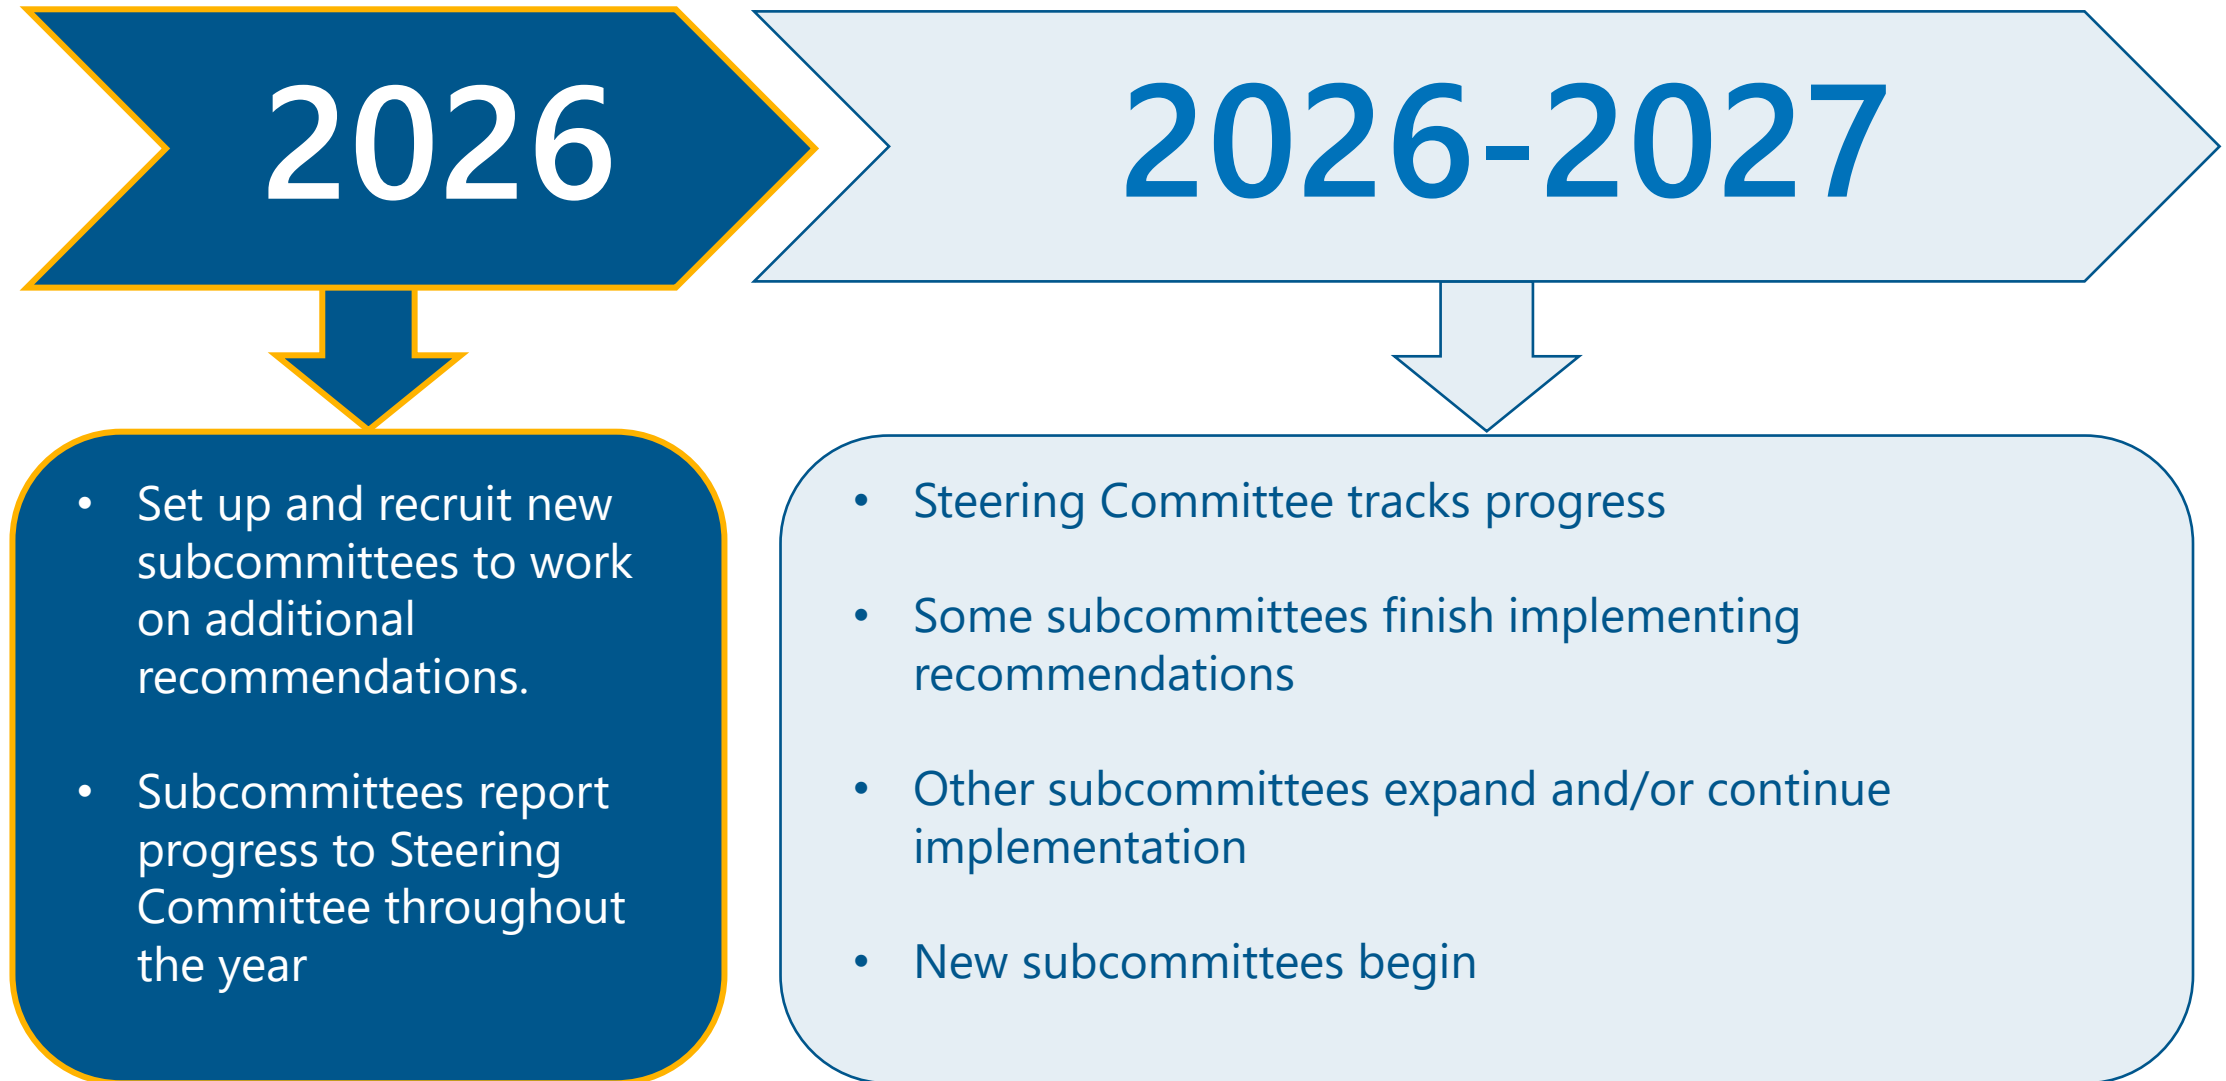 2026
• Set up and recruit new
subcommittees to work
on additional
recommendations.
• Subcommittees report
progress to Steering
Committee throughout
the year
2026-2027
• Steering Committee tracks progress
• Some subcommittees finish implementing
recommendations
• Other subcommittees expand and/or continue
implementation
• New subcommittees begin